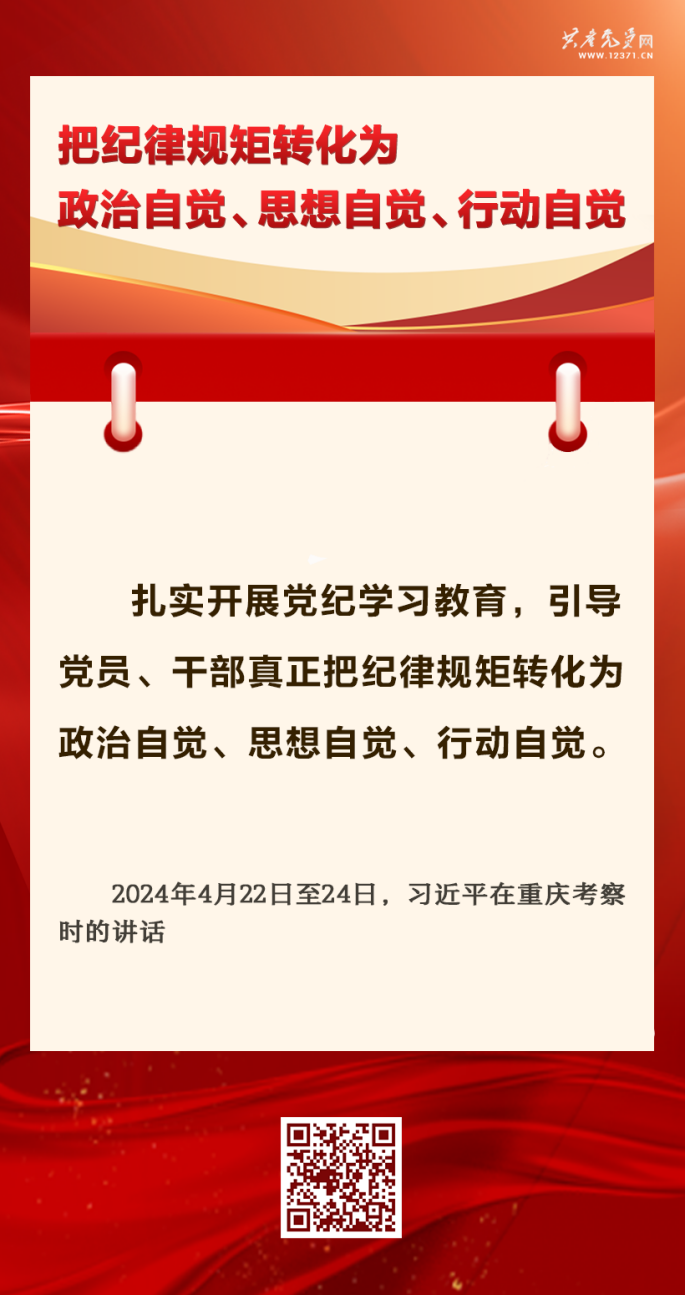 共产党员网
WWW.12371.CN
把纪律规矩转化为
政治自觉、思想自觉、行动自觉
扎实开展党纪学习教育，引导
党员、干部真正把纪律规矩转化为
政治自觉、思想自觉、行动自觉。
2024年4月22日至24日，习近平在重庆考察
时的讲话